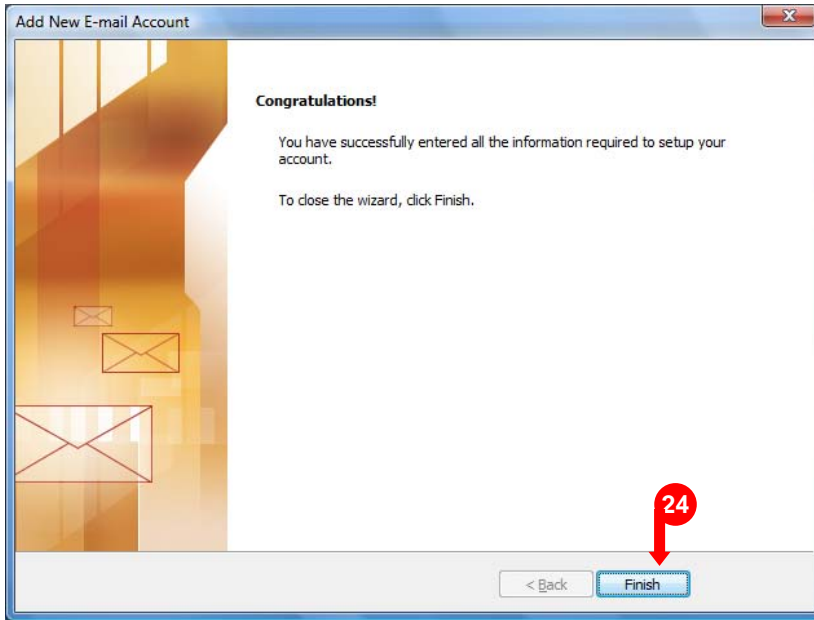 Add New E-mail Account
Congratulations!
You have successfully entered all the information required to setup your
account.
To close the wizard, click Finish.
24
< Back
Finish